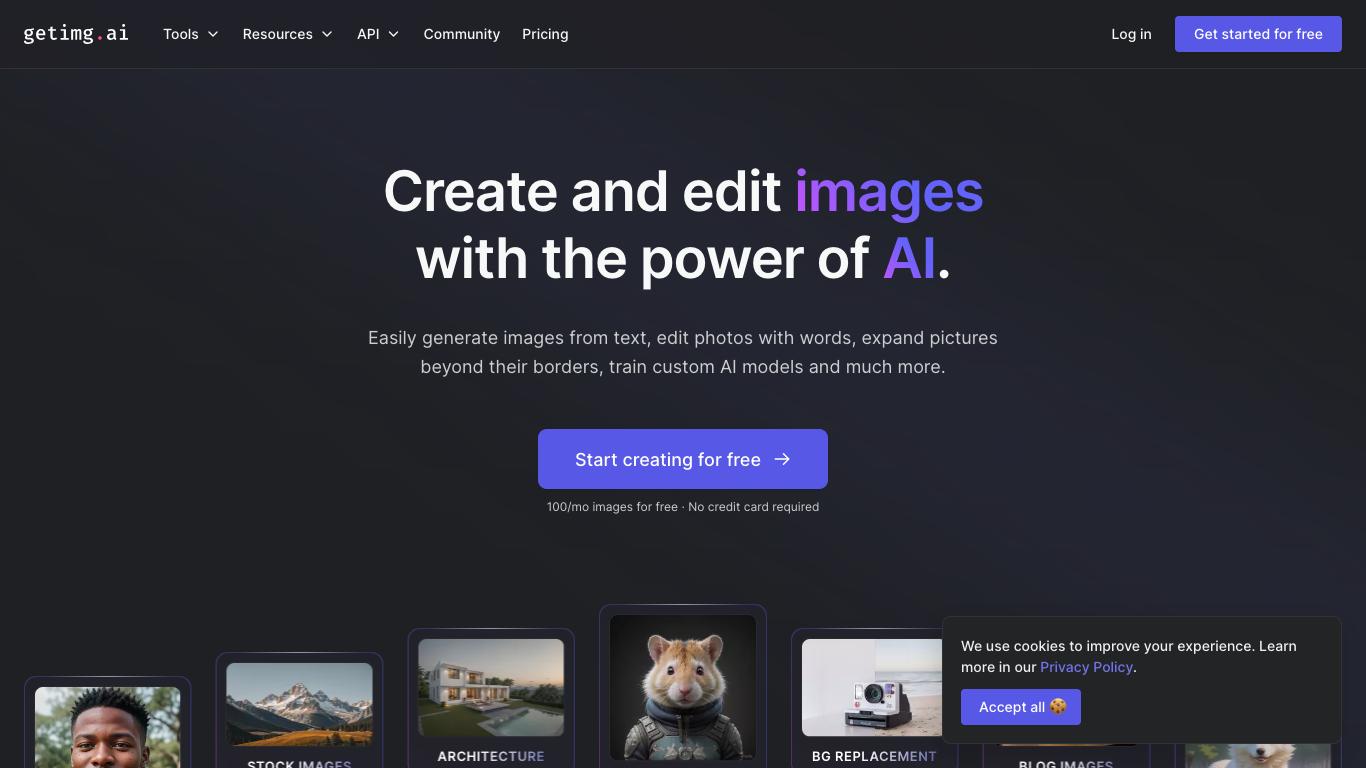 getimg.ai
Tools
Resources
API
Community
Pricing
Log in
Get started for free
Create and edit images
with the power of AI.
Easily generate images from text, edit photos with words, expand pictures
beyond their borders, train custom AI models and much more.
Start creating for free
100/mo images for free · No credit card required
We use cookies to improve your experience. Learn
more in our Privacy Policy.
Accept all
STOCK IMAGES
ARCHITECTURE
BG REPLACEMENT
BLOG IMAGES